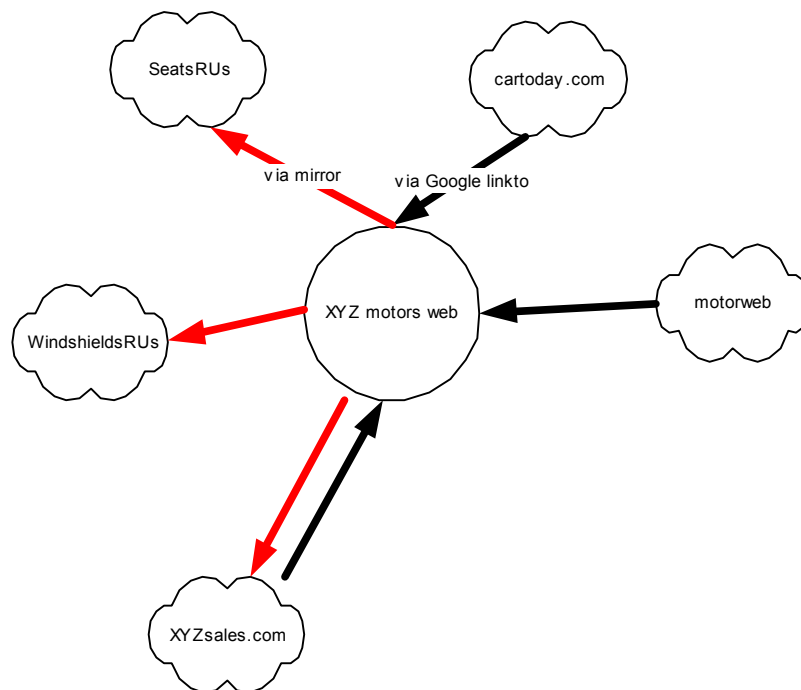 SeatsRUs
cartoday.com
via mirror
via Google linkto
XYZ motors web
motorweb
WindshieldsRUs
XYZsales.com